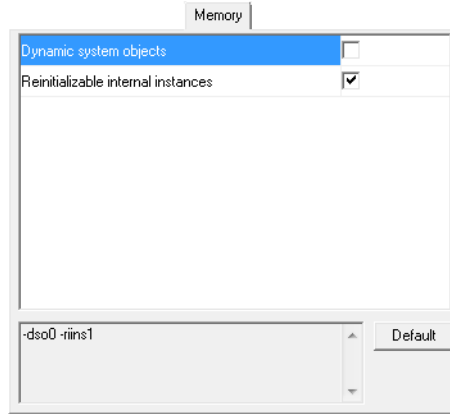 Memory
Dynamic system objects
Reinitializable internal instances
-dso0 -riins1
Default